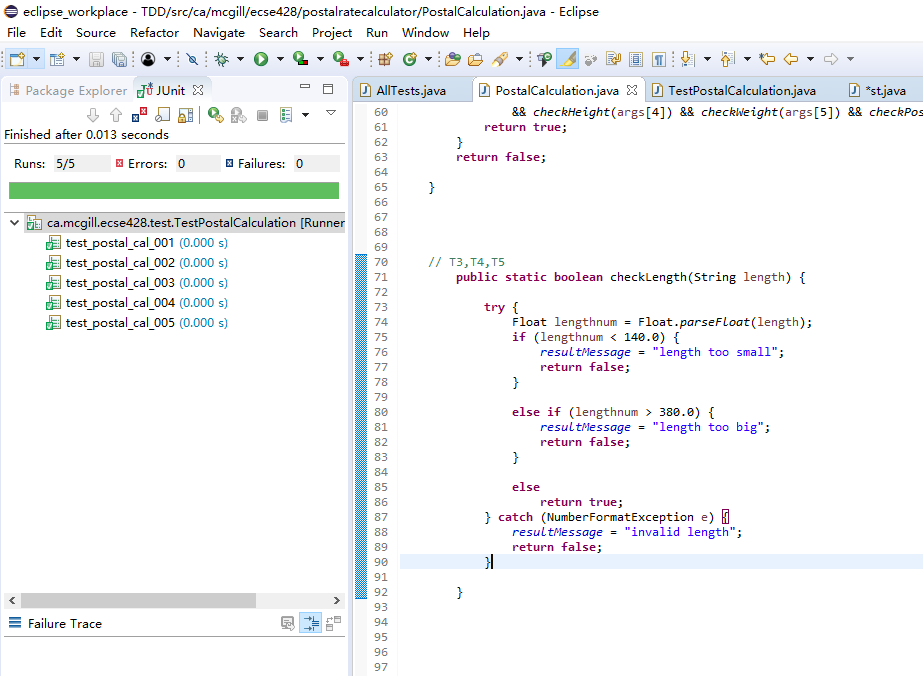 eclipse_workplace - TDD/src/ca/mcgill/ecse428/postalratecalculator/PostalCalculation.java - Eclipse
File Edit Source Refactor Navigate Search Project Run Window Help
Package Explorer JUnit
AllTests.java PostalCalculation.java TestPostalCalculation.java *st.java
Finished after 0.013 seconds
Runs: 5/5 Errors: 0 Failures: 0
ca.mcgill.ecse428.test.TestPostalCalculation [Runner
test_postal_cal_001 (0.000 s)
test_postal_cal_002 (0.000 s)
test_postal_cal_003 (0.000 s)
test_postal_cal_004 (0.000 s)
test_postal_cal_005 (0.000 s)
Failure Trace
60 && checkHeight(args[4]) && checkWeight(args[5]) && checkPos
61 return true;
62 }
63 return false;
64
65 }
66
67
68
69
70 // T3,T4,T5
71 public static boolean checkLength(String length) {
72
73 try {
74 Float lengthnum = Float.parseFloat(length);
75 if (lengthnum < 140.0) {
76 resultMessage = "length too small";
77 return false;
78 }
79
80 else if (lengthnum > 380.0) {
81 resultMessage = "length too big";
82 return false;
83 }
84
85 else
86 return true;
87 } catch (NumberFormatException e) {
88 resultMessage = "invalid length";
89 return false;
90 }
91
92 }
93
94
95
96
97